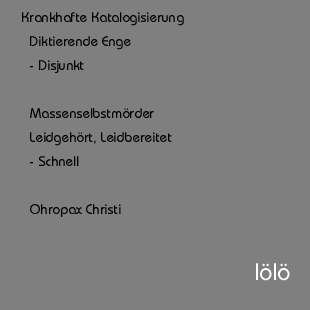 Krankhafte Katalogisierung
Diktierende Enge
- Disjunkt
Massenselbstmörder
Leidgehört, Leidbereitet
- Schnell
Ohropax Christi
lölö